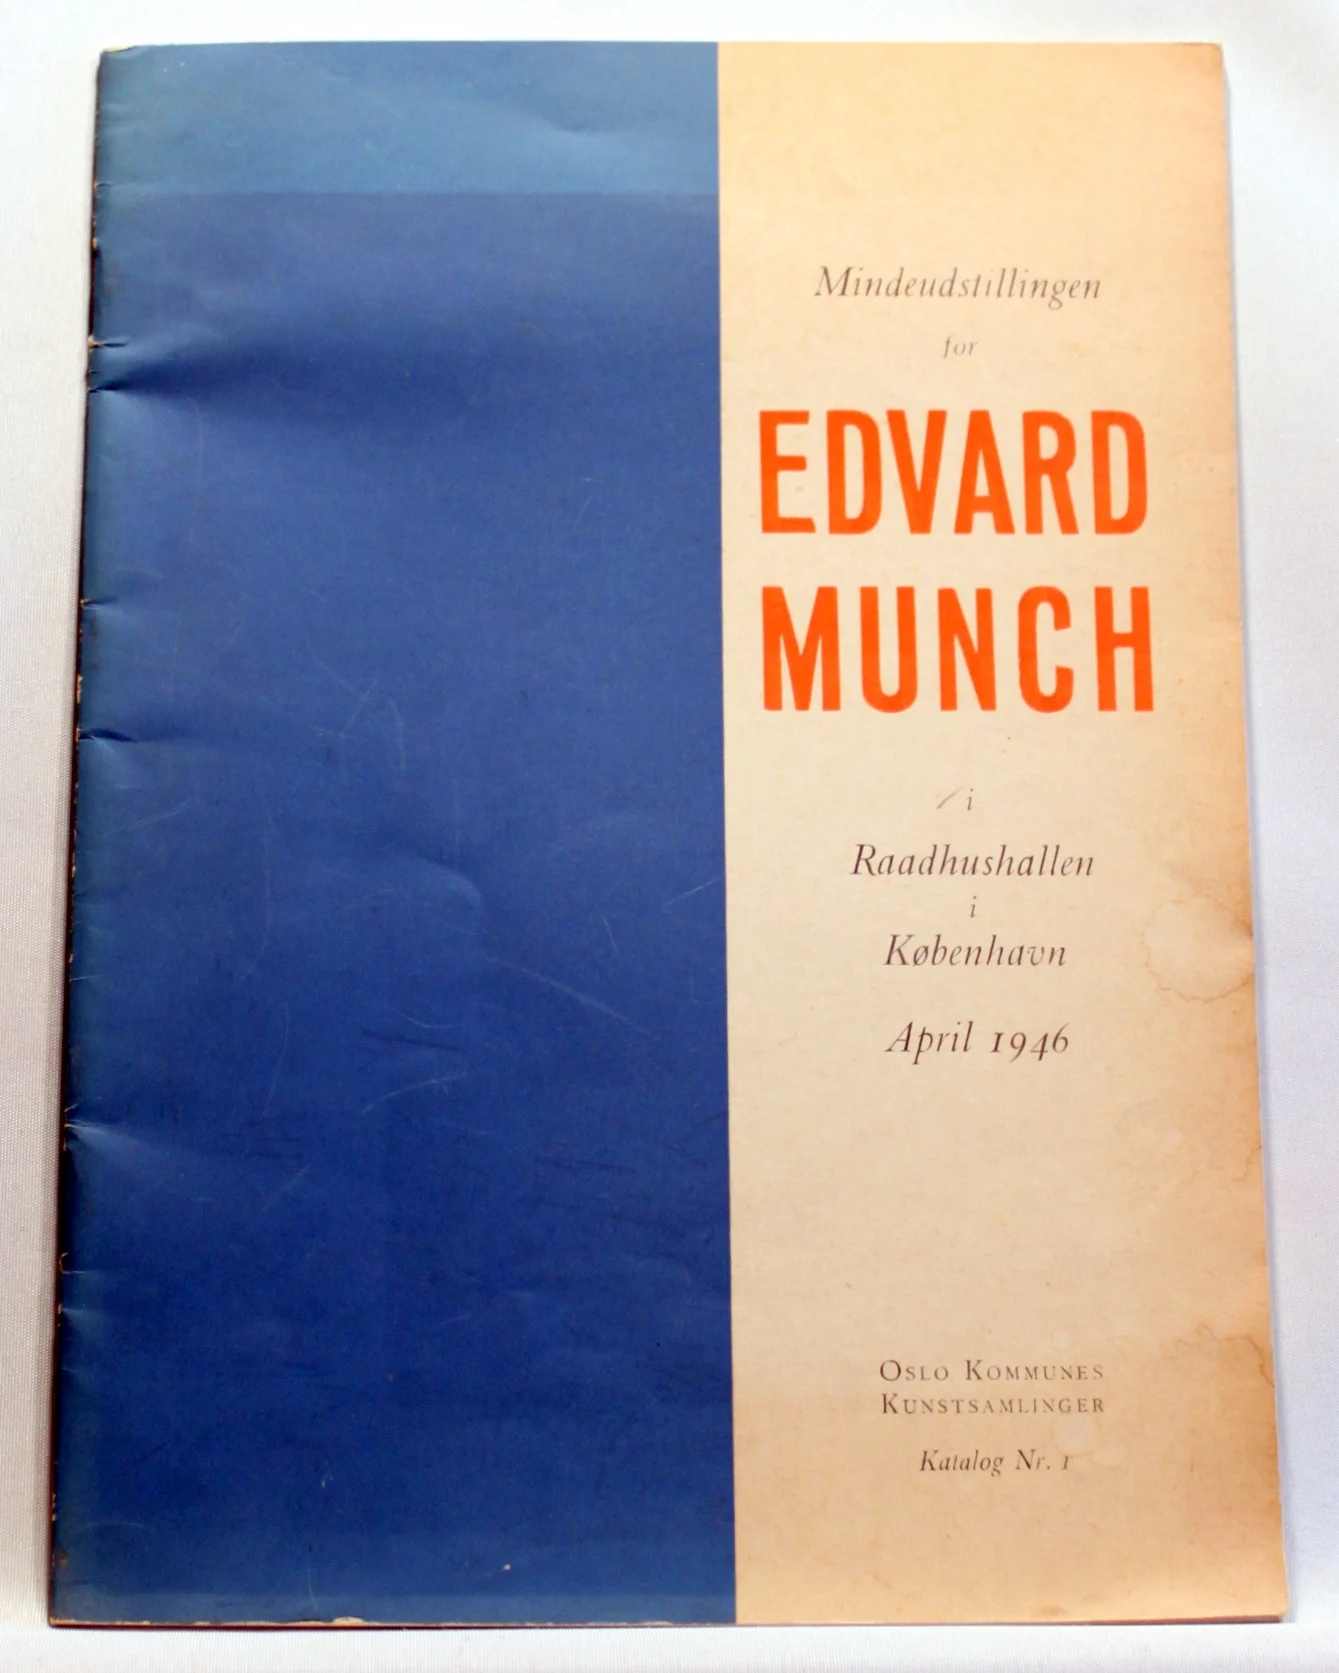 Mindeudstillingen
for
EDVARD
MUNCH
i
Raadhushallen
i
København
April 1946
OSLO KOMMUNES
KUNSTSAMLINGER
Katalog Nr. 1